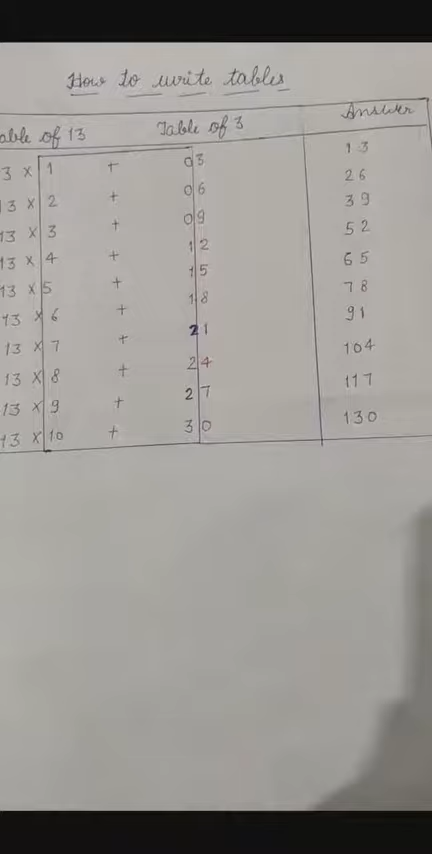 How to write tables
able of 13 Table of 3 Answer
3 × 1 + 03 13
13 × 2 + 06 26
13 × 3 + 09 39
13 × 4 + 12 52
13 × 5 + 15 65
13 × 6 + 18 78
13 × 7 + 21 91
13 × 8 + 24 104
13 × 9 + 27 117
13 × 10 + 30 130